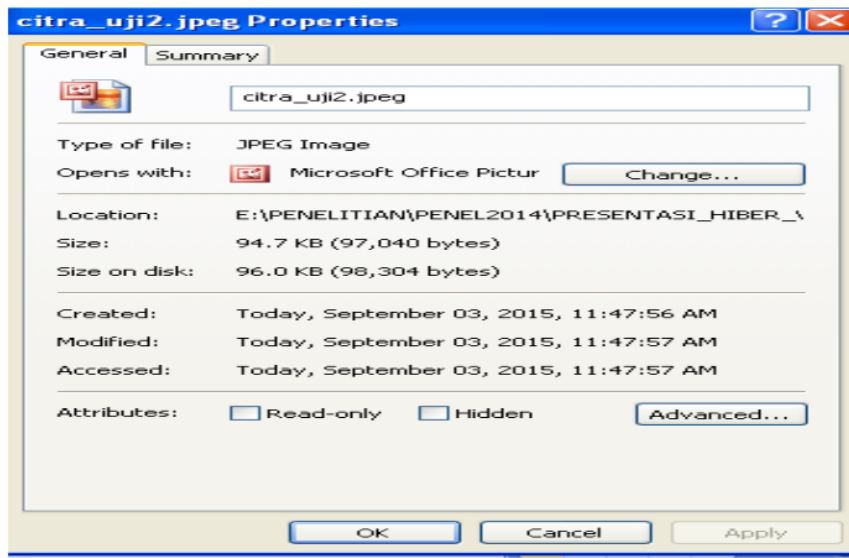 citra_uji2.jpeg Properties
General Summary
citra_uji2.jpeg
Type of file: JPEG Image
Opens with: Microsoft Office Pictur Change...
Location: E:\PENELITIAN\PENEL2014\PRESENTASI_HIBER_\
Size: 94.7 KB (97,040 bytes)
Size on disk: 96.0 KB (98,304 bytes)
Created: Today, September 03, 2015, 11:47:56 AM
Modified: Today, September 03, 2015, 11:47:57 AM
Accessed: Today, September 03, 2015, 11:47:57 AM
Attributes: Read-only Hidden Advanced...
OK Cancel Apply